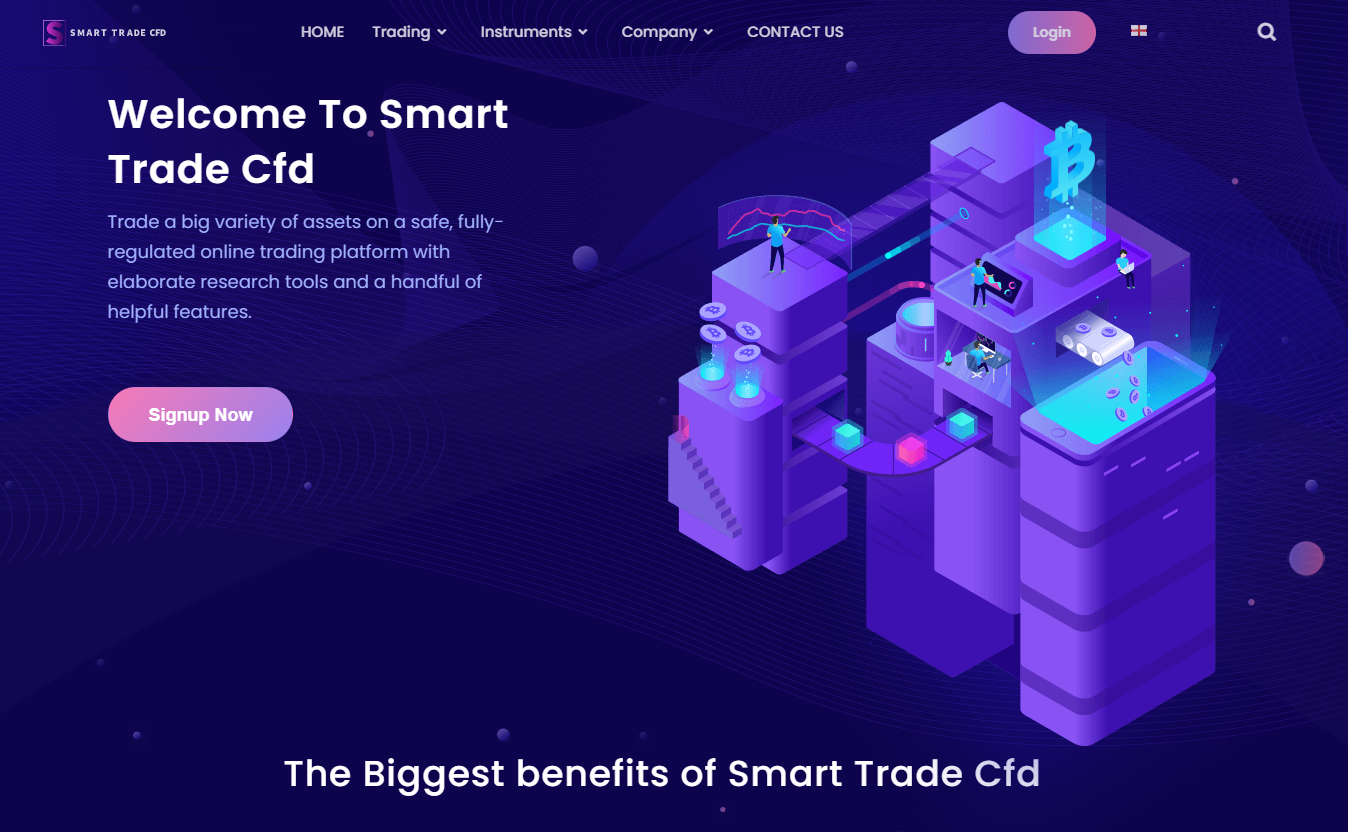 SMART TRADE CFD
HOME
Trading
Instruments
Company
CONTACT US
Login
Welcome To Smart
Trade Cfd
Trade a big variety of assets on a safe, fully-
regulated online trading platform with
elaborate research tools and a handful of
helpful features.
Signup Now
The Biggest benefits of Smart Trade Cfd